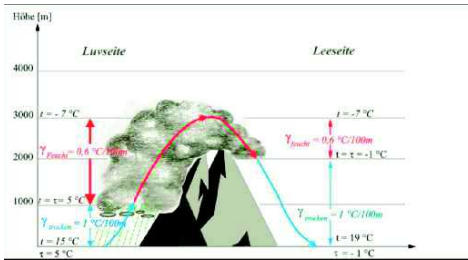 Höhe [m]
Luvseite
Leeseite
4000
3000
t = - 7 °C
t = -7 °C
γFeucht = 0,6 °C/100m
γfeucht = 0,6 °C/100m
2000
t = τ = -1 °C
1000
t = τ = 5 °C
γtrocken = 1 °C/100m
γtrocken = 1 °C/100m
t = 15 °C
t = 19 °C
0
τ = 5 °C
τ = - 1 °C